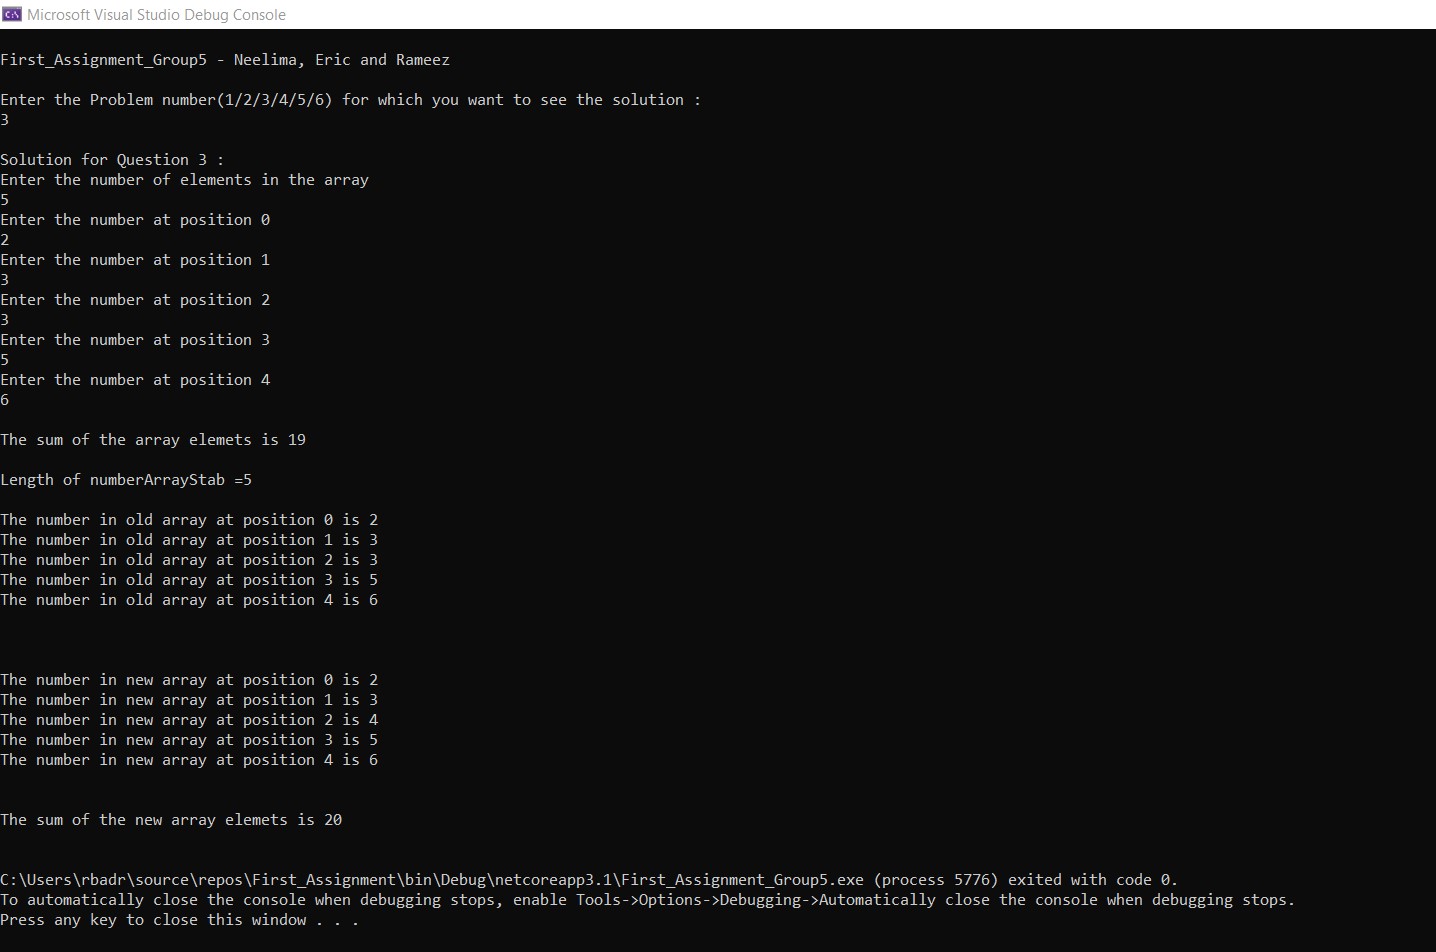 Microsoft Visual Studio Debug Console
First_Assignment_Group5 - Neelima, Eric and Rameez
Enter the Problem number(1/2/3/4/5/6) for which you want to see the solution :
3
Solution for Question 3 :
Enter the number of elements in the array
5
Enter the number at position 0
2
Enter the number at position 1
3
Enter the number at position 2
3
Enter the number at position 3
5
Enter the number at position 4
6
The sum of the array elemets is 19
Length of numberArrayStab =5
The number in old array at position 0 is 2
The number in old array at position 1 is 3
The number in old array at position 2 is 3
The number in old array at position 3 is 5
The number in old array at position 4 is 6
The number in new array at position 0 is 2
The number in new array at position 1 is 3
The number in new array at position 2 is 4
The number in new array at position 3 is 5
The number in new array at position 4 is 6
The sum of the new array elemets is 20
C:\Users\rbadr\source\repos\First_Assignment\bin\Debug\netcoreapp3.1\First_Assignment_Group5.exe (process 5776) exited with code 0.
To automatically close the console when debugging stops, enable Tools->Options->Debugging->Automatically close the console when debugging stops.
Press any key to close this window . . .